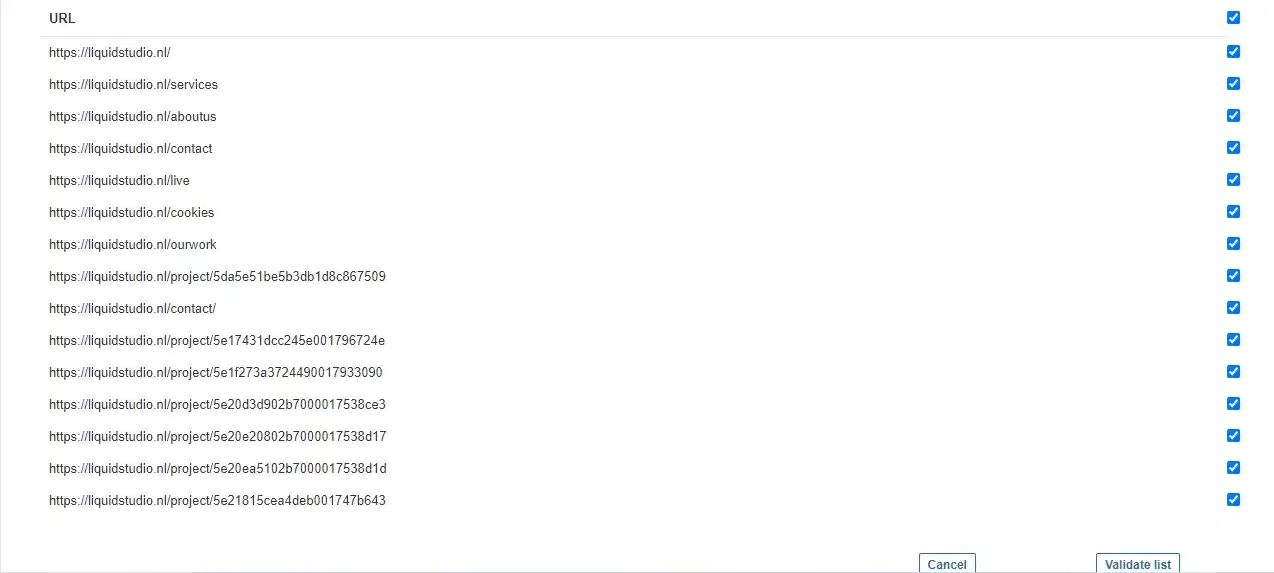 URL
https://liquidstudio.nl/
https://liquidstudio.nl/services
https://liquidstudio.nl/aboutus
https://liquidstudio.nl/contact
https://liquidstudio.nl/live
https://liquidstudio.nl/cookies
https://liquidstudio.nl/ourwork
https://liquidstudio.nl/project/5da5e51be5b3db1d8c867509
https://liquidstudio.nl/contact/
https://liquidstudio.nl/project/5e17431dcc245e001796724e
https://liquidstudio.nl/project/5e1f273a3724490017933090
https://liquidstudio.nl/project/5e20d3d902b7000017538ce3
https://liquidstudio.nl/project/5e20e20802b7000017538d17
https://liquidstudio.nl/project/5e20ea5102b7000017538d1d
https://liquidstudio.nl/project/5e21815cea4deb001747b643
Cancel Validate list